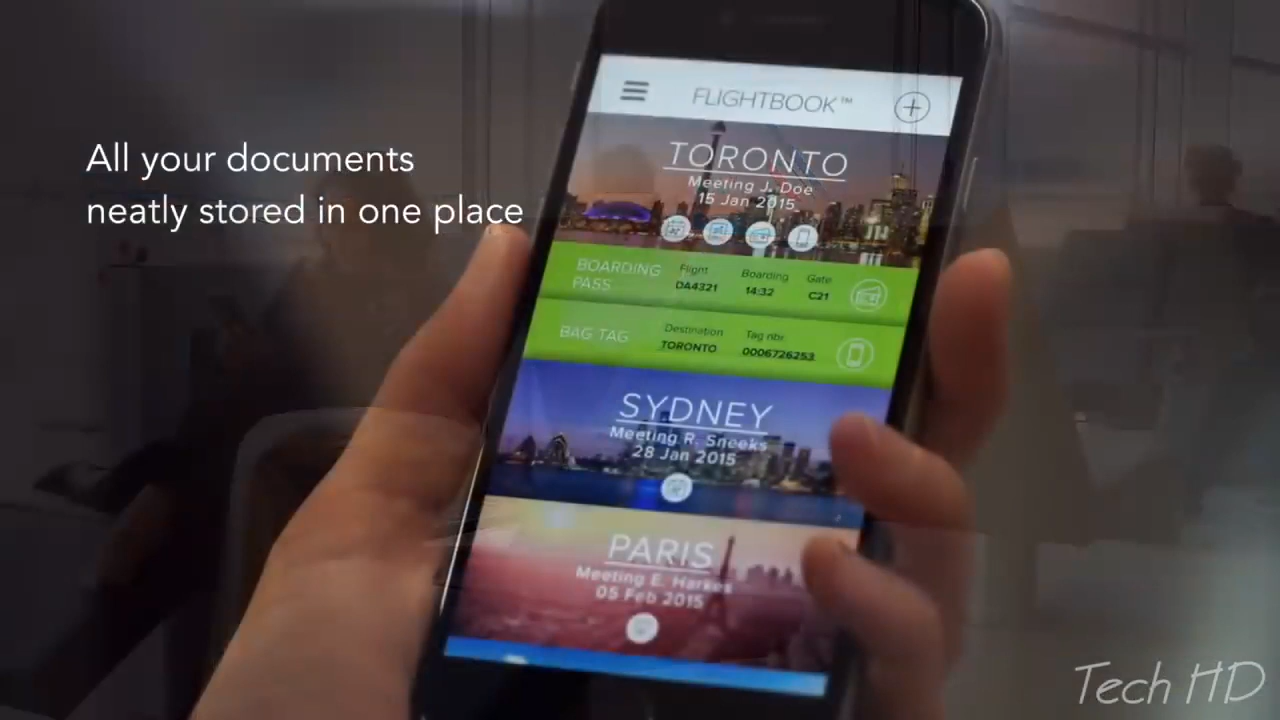 All your documents
neatly stored in one place
FLIGHTBOOK™
TORONTO
Meeting J. Doe
15 Jan 2015
BOARDING PASS
Flight
DA4321
Boarding
14:32
Gate
C21
BAG TAG
Destination
TORONTO
Tag nbr.
0006726253
SYDNEY
Meeting R. Sneeks
28 Jan 2015
PARIS
Meeting E. Harkes
05 Feb 2015
Tech HD